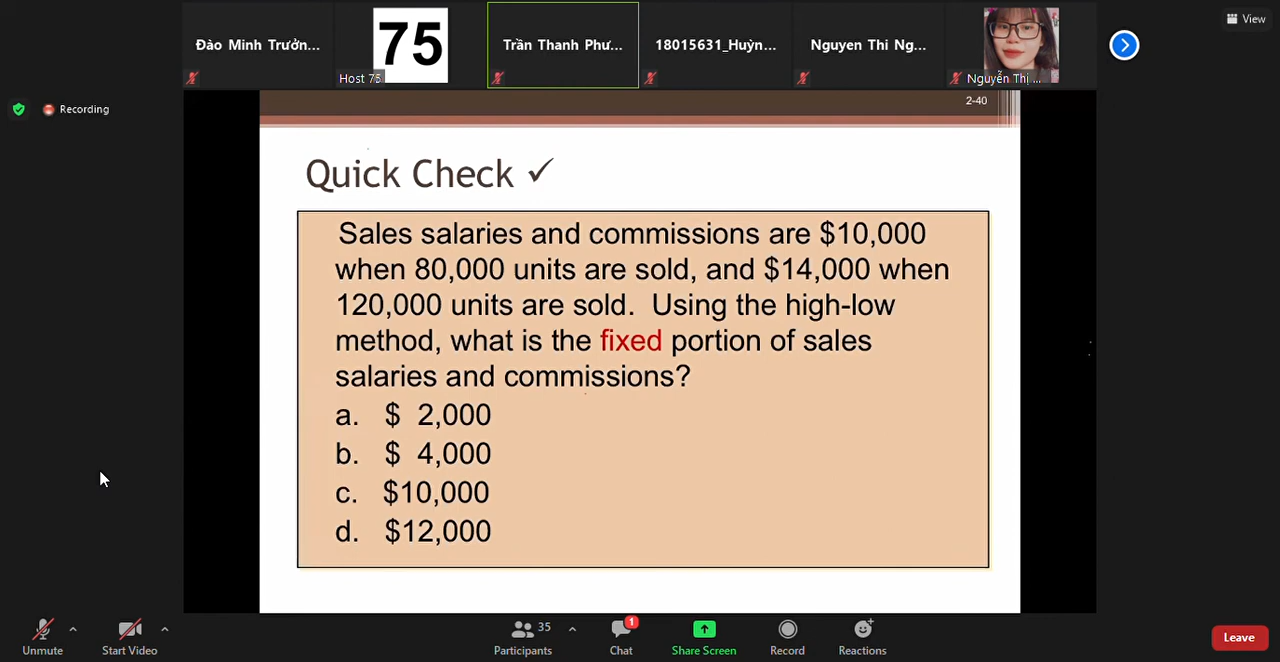 View
Đào Minh Trưởn...
75
Host 75
Trần Thanh Phư...
18015631_Huỳn...
Nguyen Thi Ng...
Nguyễn Thị ...
Recording
2-40
Quick Check ✓
Sales salaries and commissions are $10,000
when 80,000 units are sold, and $14,000 when
120,000 units are sold. Using the high-low
method, what is the fixed portion of sales
salaries and commissions?
a. $ 2,000
b. $ 4,000
c. $10,000
d. $12,000
Unmute
Start Video
35
Participants
1
Chat
Share Screen
Record
Reactions
Leave